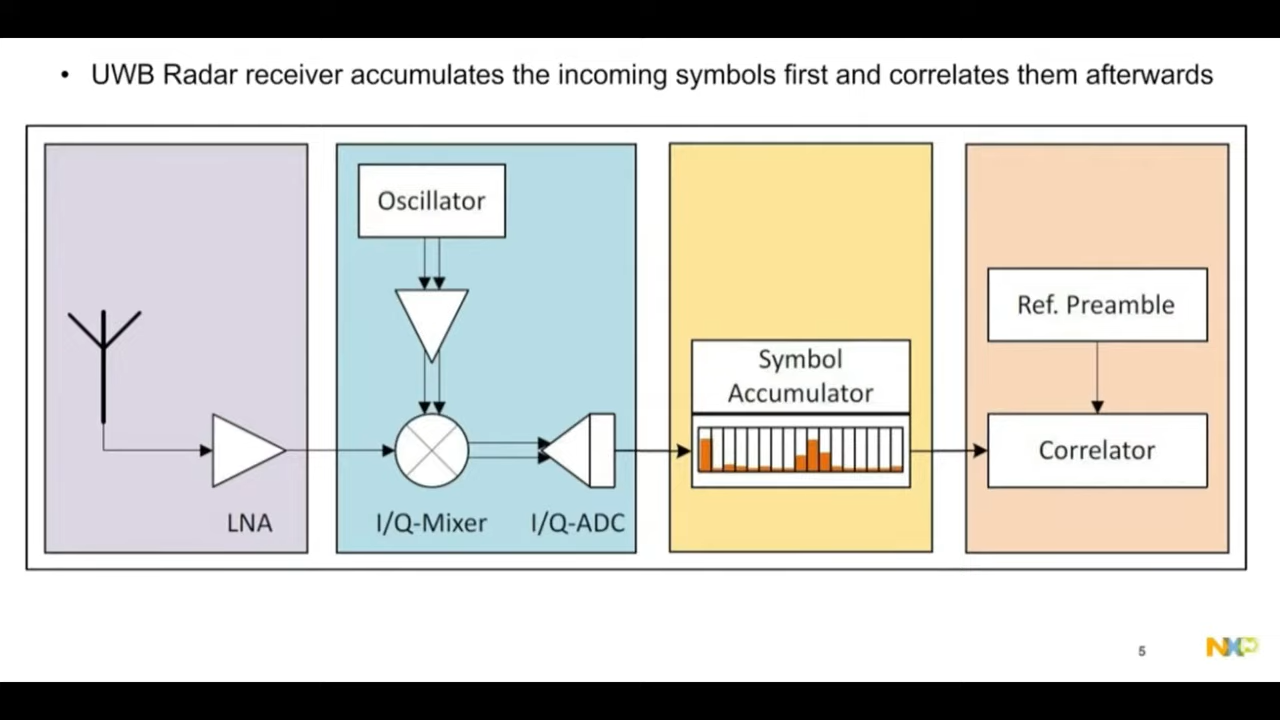 • UWB Radar receiver accumulates the incoming symbols first and correlates them afterwards
Oscillator
Ref. Preamble
Symbol
Accumulator
Correlator
LNA
I/Q-Mixer
I/Q-ADC
5
NXP